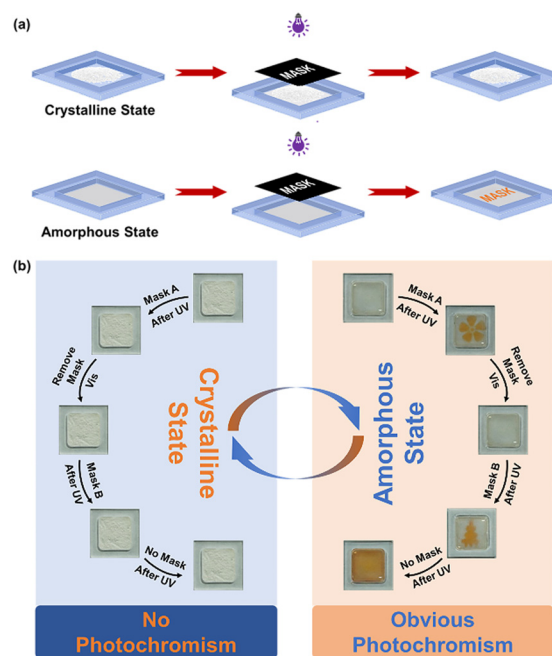 (a)
MASK
Crystalline State
MASK
MASK
Amorphous State
(b)
Mask A
After UV
Remove
Mask
Vis
Mask B
After UV
No Mask
After UV
Crystalline
State
No
Photochromism
Mask A
After UV
Remove
Mask
Vis
Mask B
After UV
No Mask
After UV
Amorphous
State
Obvious
Photochromism